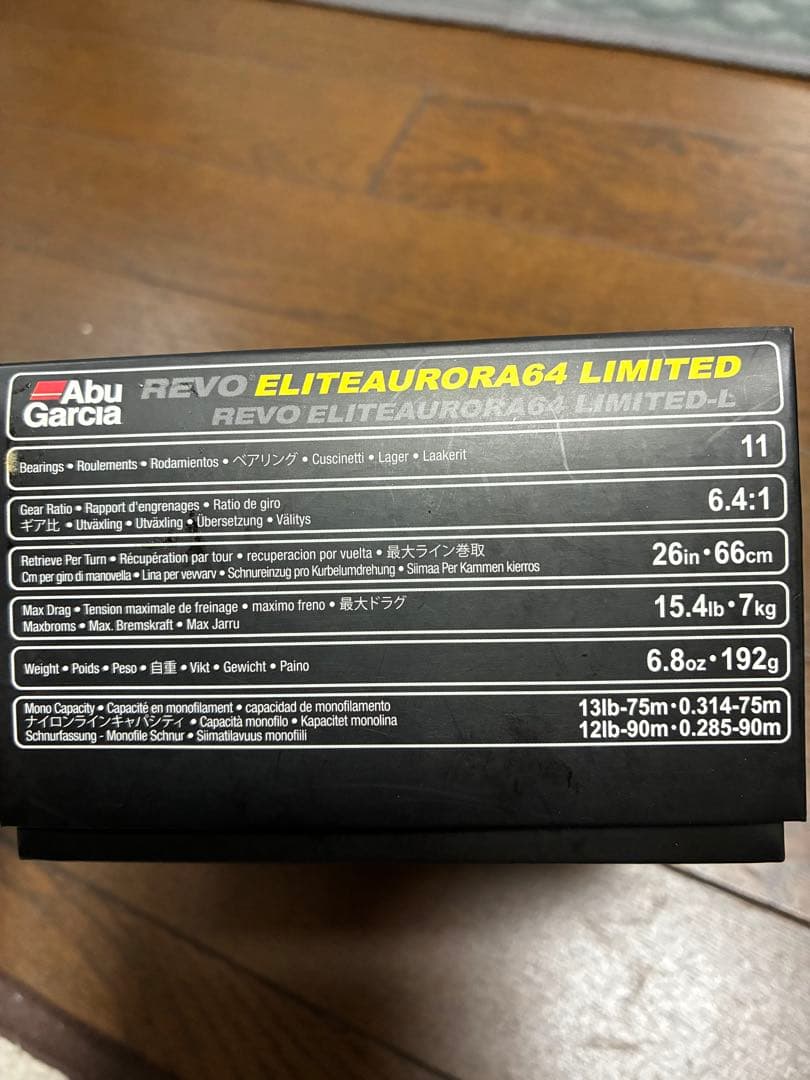 Abu Garcia REVO ELITEAURORA64 LIMITED
REVO ELITEAURORA64 LIMITED-L
Bearings • Roulements • Rodamientos • ベアリング • Cuscinetti • Lager • Laakerit
11
Gear Ratio • Rapport d'engrenages • Ratio de giro
ギア比 • Utväxling • Utväxling • Übersetzung • Välitys
6.4:1
Retrieve Per Turn • Récupération par tour • recuperacion por vuelta • 最大ライン巻取
Cm per giro di manovella • Lina per vevvarv • Schnureinzug pro Kurbelumdrehung • Siimaa Per Kammen kierros
26in•66cm
Max Drag • Tension maximale de freinage • maximo freno • 最大ドラグ
Maxbroms • Max. Bremskraft • Max Jarru
15.4lb•7kg
Weight • Poids • Peso • 自重 • Vikt • Gewicht • Paino
6.8oz•192g
Mono Capacity • Capacité en monofilament • capacidad de monofilamento
ナイロンラインキャパシティ • Capacità monofilo • Kapacitet monolina
Schnurfassung - Monofile Schnur • Siimatilavuus monofiili
13lb-75m•0.314-75m
12lb-90m•0.285-90m